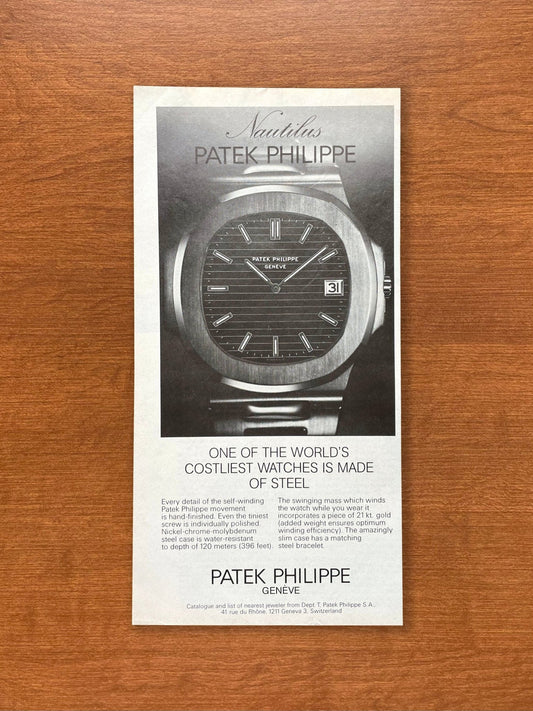 Nautilus
PATEK PHILIPPE
PATEK PHILIPPE
GENÈVE
31
ONE OF THE WORLD'S
COSTLIEST WATCHES IS MADE
OF STEEL
Every detail of the self-winding
Patek Philippe movement
is hand-finished. Even the tiniest
screw is individually polished.
Nickel-chrome-molybdenum
steel case is water-resistant
to depth of 120 meters (396 feet).
The swinging mass which winds
the watch while you wear it
incorporates a piece of 21 kt. gold
(added weight ensures optimum
winding efficiency). The amazingly
slim case has a matching
steel bracelet.
PATEK PHILIPPE
GENÈVE
Catalogue and list of nearest jeweler from Dept. T, Patek Philippe S.A.,
41 rue du Rhône, 1211 Geneva 3, Switzerland